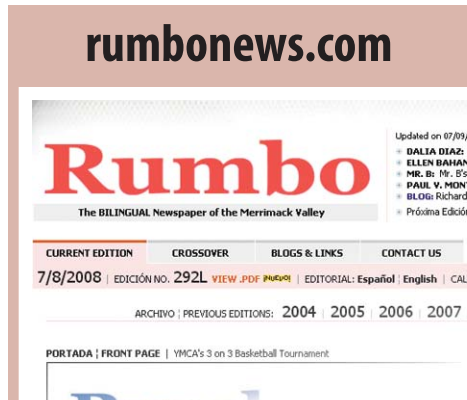 rumbonews.com
Updated on 07/09/
Rumbo
DALIA DIAZ:
ELLEN BAHAN
MR. B: Mr. B's
PAUL V. MON
BLOG: Richard
Próxima Edició
The BILINGUAL Newspaper of the Merrimack Valley
CURRENT EDITION CROSSOVER BLOGS & LINKS CONTACT US
7/8/2008 | EDICIÓN NO. 292L VIEW .PDF ¡NUEVO! | EDITORIAL: Español ¦ English | CAL
ARCHIVO ¦ PREVIOUS EDITIONS: 2004 | 2005 | 2006 | 2007
PORTADA ¦ FRONT PAGE | YMCA's 3 on 3 Basketball Tournament